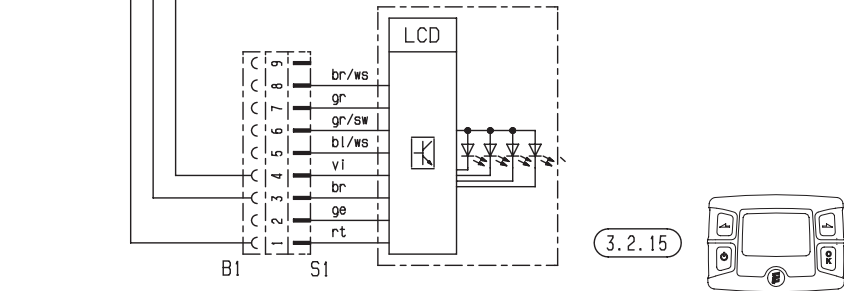 LCD
9
8 br/ws
7 gr
6 gr/sw
5 bl/ws
4 vi
3 br
2 ge
1 rt
B1 S1
3.2.15
OK